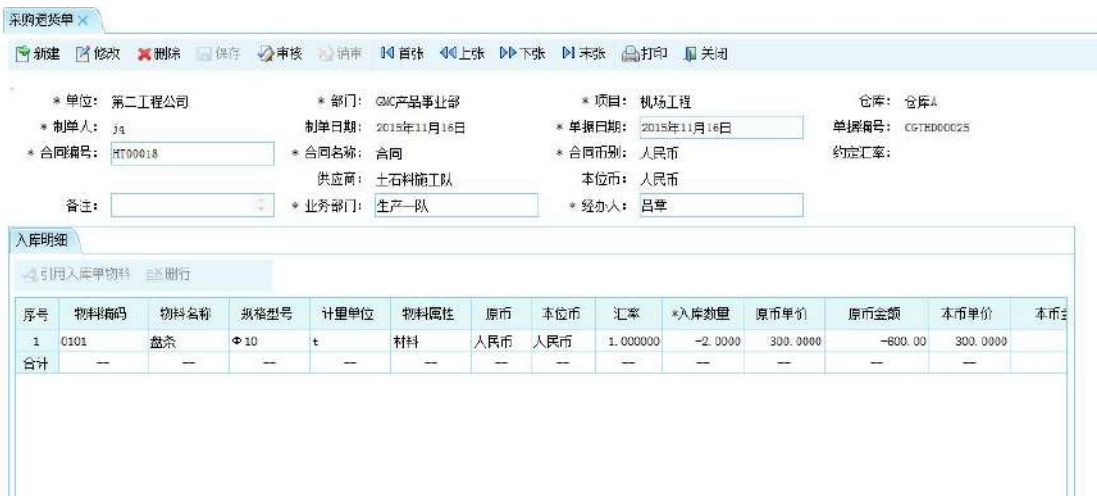 采购退货单 ×
新建 修改 删除 保存 审核 销审 首张 上张 下张 末张 打印 关闭
* 单位: 第二工程公司 * 部门: GMC产品事业部 * 项目: 机场工程 仓库: 仓库A
* 制单人: jq 制单日期: 2015年11月16日 * 单据日期: 2015年11月16日 单据编号: CGTHD00025
* 合同编号: HT00018 * 合同名称: 合同 * 合同币别: 人民币 约定汇率:
供应商: 土石料施工队 本位币: 人民币
备注: * 业务部门: 生产一队 * 经办人: 吕章
入库明细
引用入库单物料 删行
序号 物料编码 物料名称 规格型号 计量单位 物料属性 原币 本位币 汇率 *入库数量 原币单价 原币金额 本币单价 本币
1 0101 盘条 Φ10 t 材料 人民币 人民币 1.000000 -2.0000 300.0000 -600.00 300.0000
合计 -- -- -- -- -- -- -- -- -- -- -- --